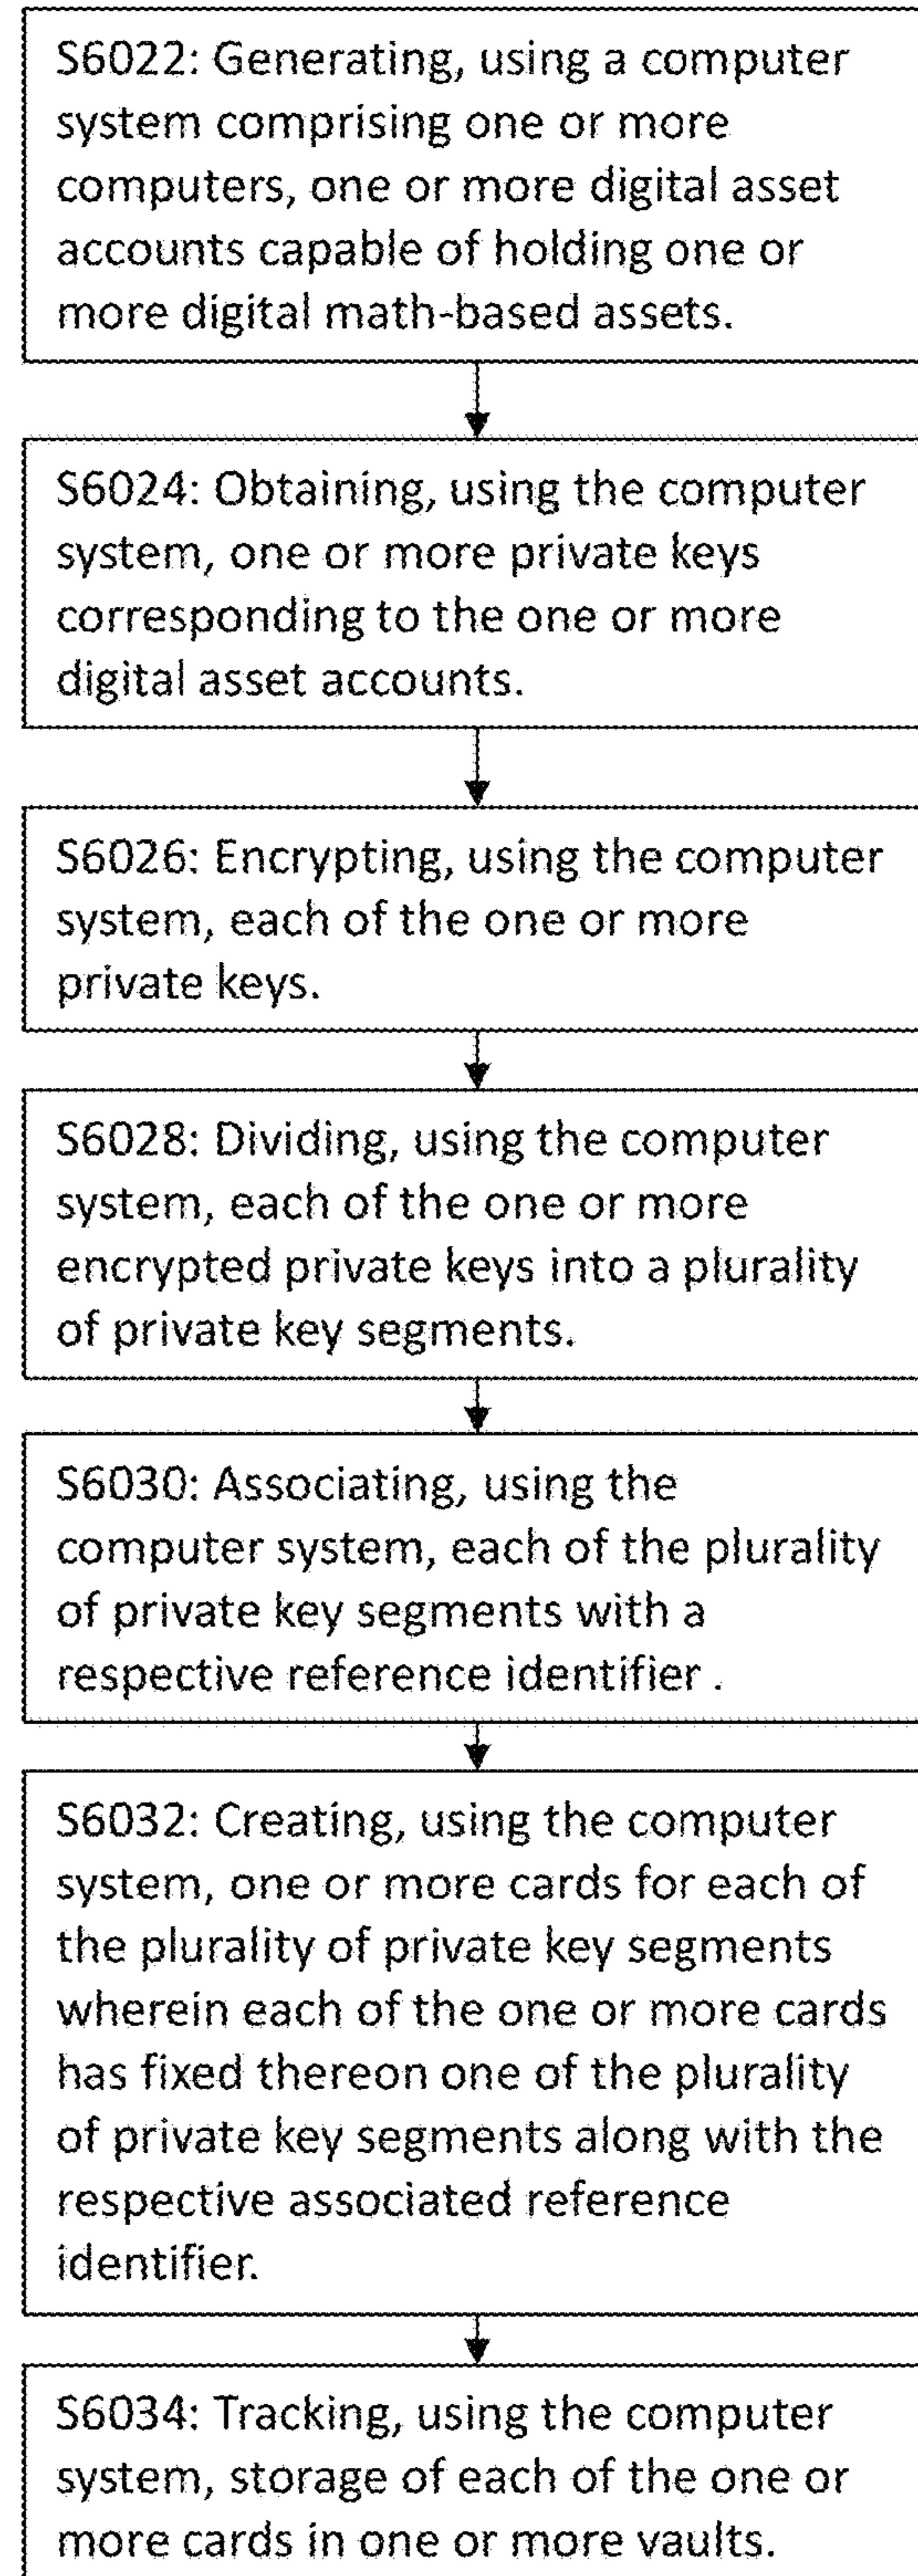 S6022: Generating, using a computer
system comprising one or more
computers, one or more digital asset
accounts capable of holding one or
more digital math-based assets.
S6024: Obtaining, using the computer
system, one or more private keys
corresponding to the one or more
digital asset accounts.
S6026: Encrypting, using the computer
system, each of the one or more
private keys.
S6028: Dividing, using the computer
system, each of the one or more
encrypted private keys into a plurality
of private key segments.
S6030: Associating, using the
computer system, each of the plurality
of private key segments with a
respective reference identifier .
S6032: Creating, using the computer
system, one or more cards for each of
the plurality of private key segments
wherein each of the one or more cards
has fixed thereon one of the plurality
of private key segments along with the
respective associated reference
identifier.
S6034: Tracking, using the computer
system, storage of each of the one or
more cards in one or more vaults.